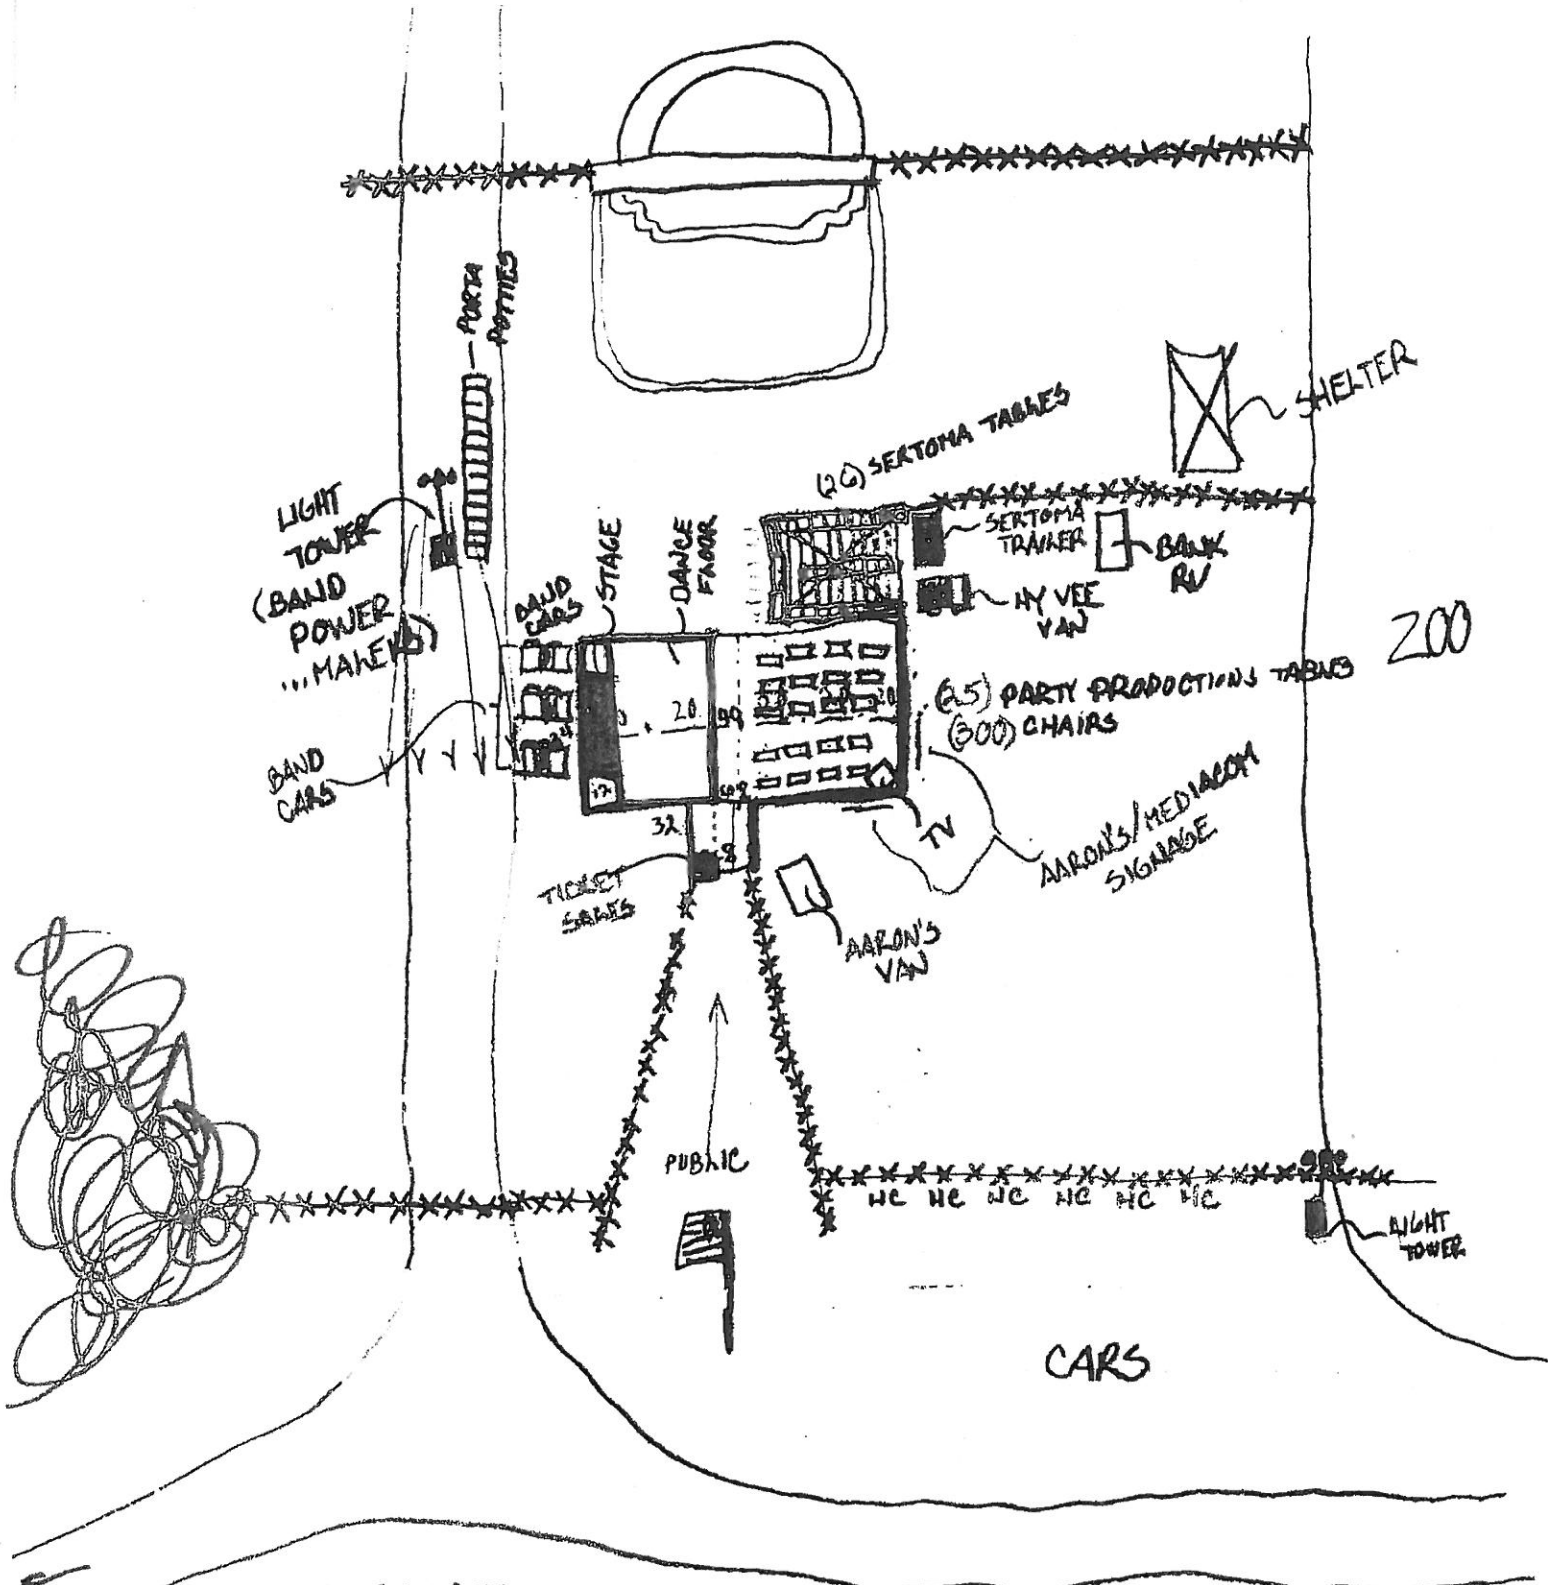 PORTA
POTTIES
SHELTER
(26) SERTOMA TABLES
LIGHT
TOWER
(BAND
POWER
STAGE
DANCE
FLOOR
SERTOMA
TRAILER
BANK
RV
HY VEE
VAN
BAND
CARS
200
(25) PARTY PRODUCTIONS TABLES
(300) CHAIRS
20
BAND
CARS
32
8
TV
AARON'S/MEDIACOM
SIGNAGE
TICKET
SALES
AARON'S
VAN
PUBLIC
HC HC HC HC HC HC
LIGHT
TOWER
CARS